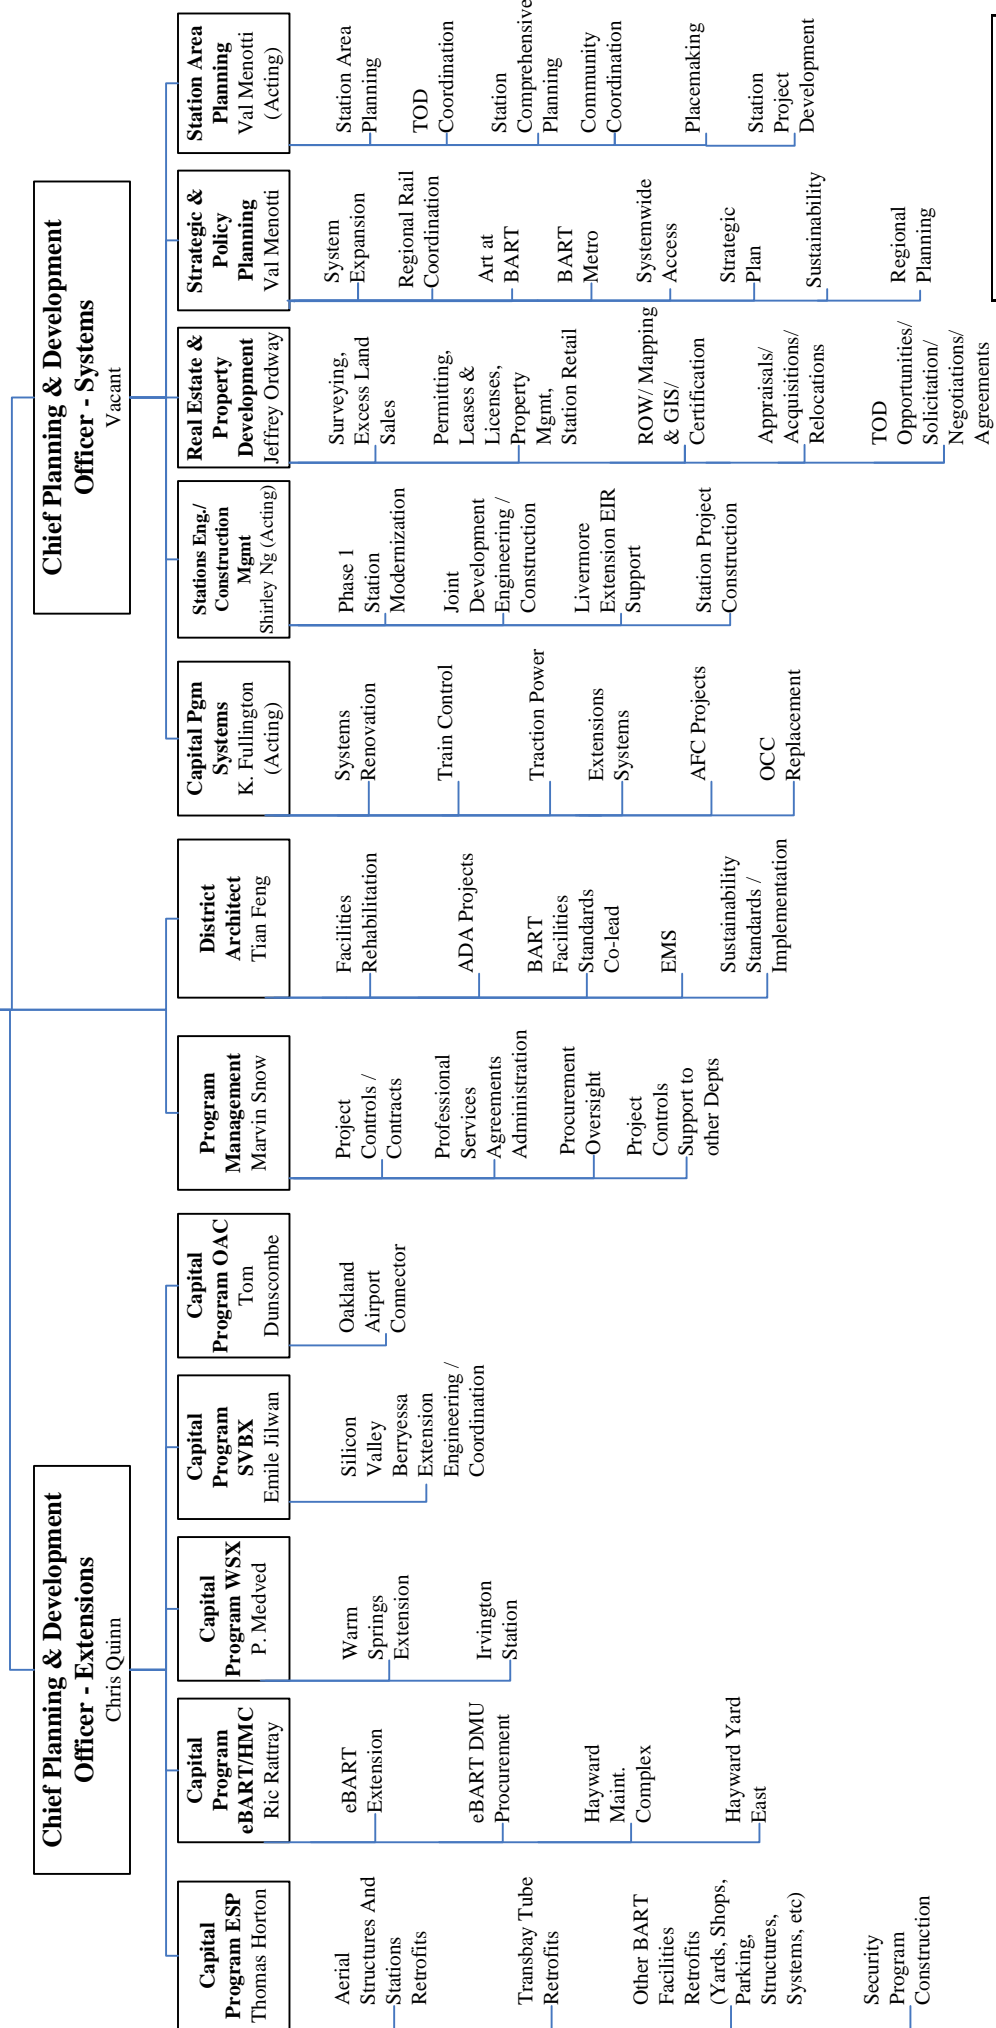 Chief Planning & Development
Officer - Extensions
Chris Quinn
Chief Planning & Development
Officer - Systems
Vacant
Capital
Program ESP
Thomas Horton
Aerial
Structures And
Stations
Retrofits
Transbay Tube
Retrofits
Other BART
Facilities
Retrofits
(Yards, Shops,
Parking,
Structures,
Systems, etc)
Security
Program
Construction
Capital
Program
eBART/HMC
Ric Rattray
eBART
Extension
eBART DMU
Procurement
Hayward
Maint.
Complex
Hayward Yard
East
Capital
Program WSX
P. Medved
Warm
Springs
Extension
Irvington
Station
Capital
Program
SVBX
Emile Jilwan
Silicon
Valley
Berryessa
Extension
Engineering /
Coordination
Capital
Program OAC
Tom
Dunscombe
Oakland
Airport
Connector
Program
Management
Marvin Snow
Project
Controls /
Contracts
Professional
Services
Agreements
Administration
Procurement
Oversight
Project
Controls
Support to
other Depts
District
Architect
Tian Feng
Facilities
Rehabilitation
ADA Projects
BART
Facilities
Standards
Co-lead
EMS
Sustainability
Standards /
Implementation
Capital Pgm
Systems
K. Fullington
(Acting)
Systems
Renovation
Train Control
Traction Power
Extensions
Systems
AFC Projects
OCC
Replacement
Stations Eng./
Construction
Mgmt
Shirley Ng (Acting)
Phase 1
Station
Modernization
Joint
Development
Engineering /
Construction
Livermore
Extension EIR
Support
Station Project
Construction
Real Estate &
Property
Development
Jeffrey Ordway
Surveying,
Excess Land
Sales
Permitting,
Leases &
Licenses,
Property
Mgmt,
Station Retail
ROW/ Mapping
& GIS/
Certification
Appraisals/
Acquisitions/
Relocations
TOD
Opportunities/
Solicitation/
Negotiations/
Agreements
Strategic &
Policy
Planning
Val Menotti
System
Expansion
Regional Rail
Coordination
Art at
BART
BART
Metro
Systemwide
Access
Strategic
Plan
Sustainability
Regional
Planning
Station Area
Planning
Val Menotti
(Acting)
Station Area
Planning
TOD
Coordination
Station
Comprehensive
Planning
Community
Coordination
Placemaking
Station
Project
Development